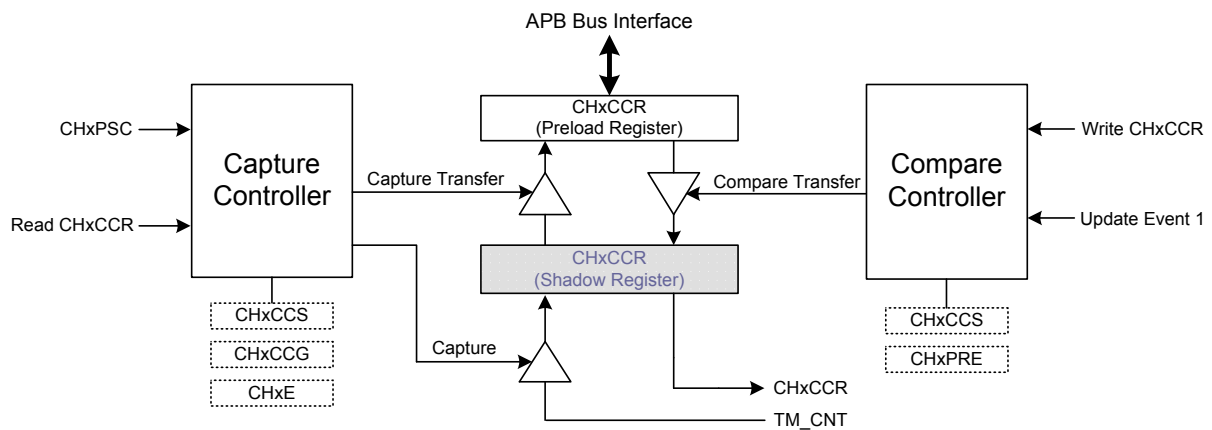 APB Bus Interface
CHxCCR
(Preload Register)
CHxPSC
Capture
Controller
Read CHxCCR
Capture Transfer
Compare Transfer
Compare
Controller
Write CHxCCR
Update Event 1
CHxCCR
(Shadow Register)
CHxCCS
CHxCCG
CHxE
Capture
CHxCCS
CHxPRE
CHxCCR
TM_CNT